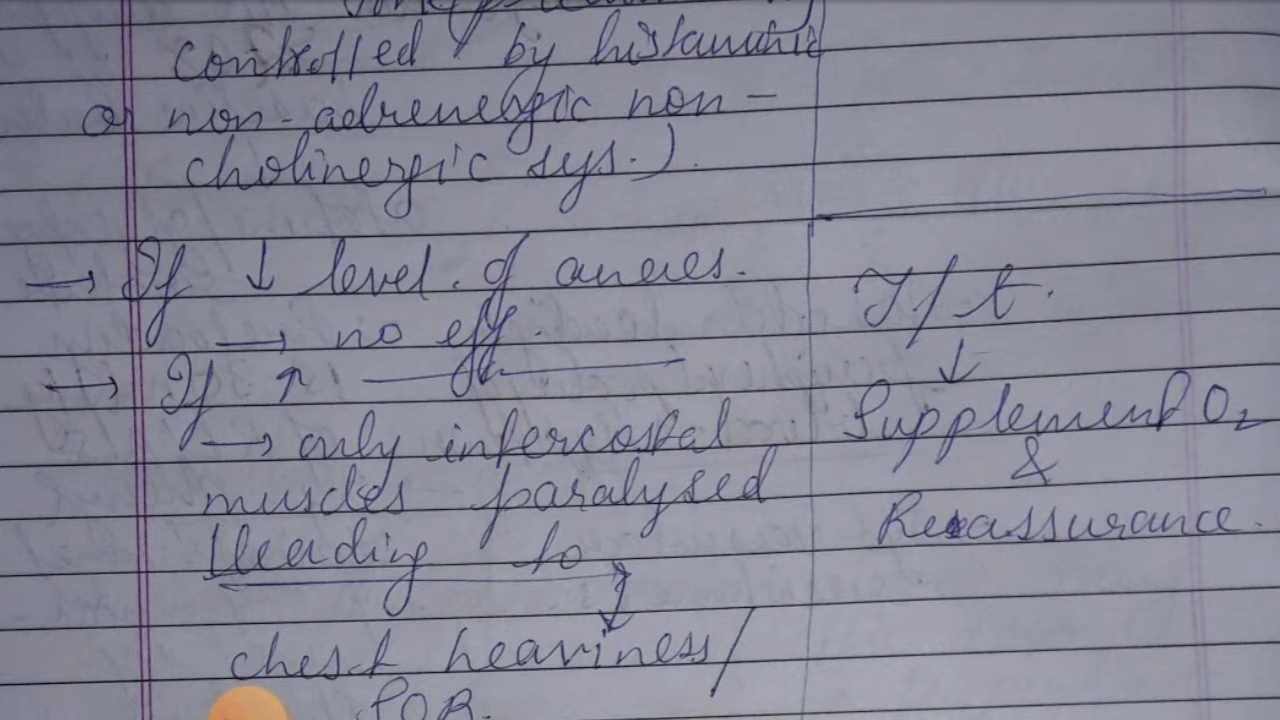 controlled by histaminic
or non-adrenergic non-
cholinergic sys.)
→ If ↓ level. of anaes.
→ no eff.
→ If ↑ —— " ——
→ only intercostal
muscles paralysed
leading to
↓
chest heaviness/
SOB.
T/t.
↓
Supplement O₂
&
Reassurance.